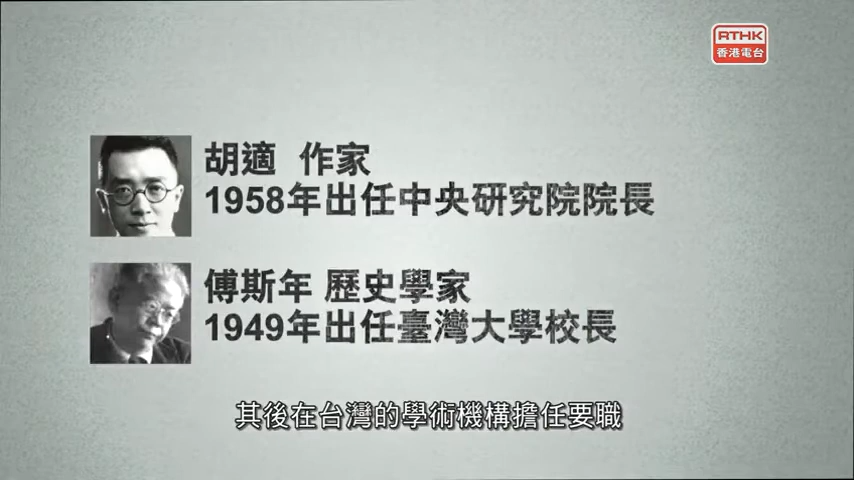 RTHK
香港電台
胡適 作家
1958年出任中央研究院院長
傅斯年 歷史學家
1949年出任臺灣大學校長
其後在台灣的學術機構擔任要職